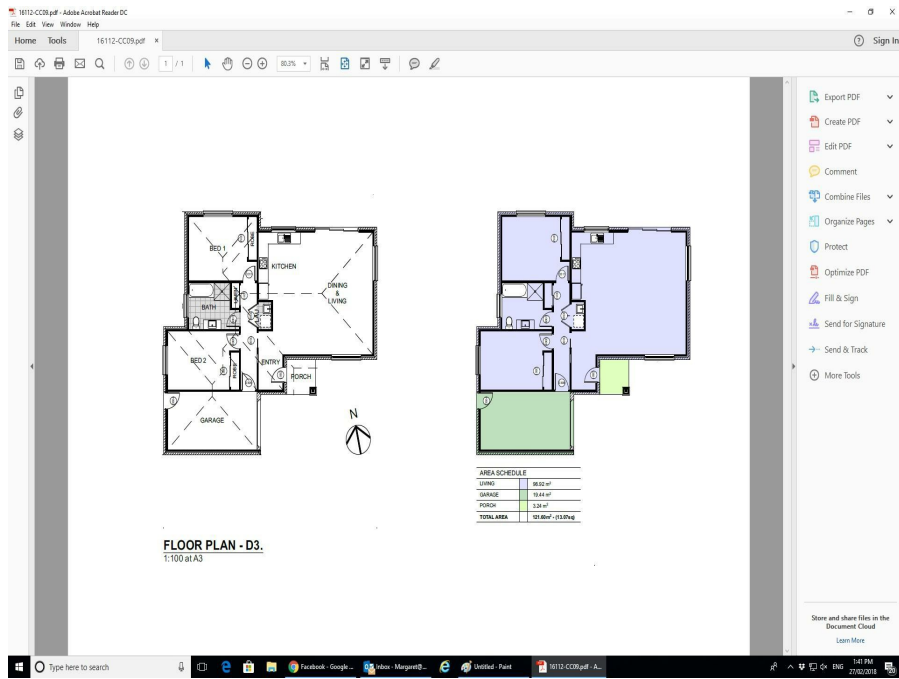 16112-CC09.pdf - Adobe Acrobat Reader DC
File Edit View Window Help
Home Tools 16112-CC09.pdf × Sign In
1 / 1 80.3%
Export PDF
Create PDF
Edit PDF
Comment
Combine Files
Organize Pages
Protect
Optimize PDF
Fill & Sign
Send for Signature
Send & Track
More Tools
BED 1
ROBE
KITCHEN
DINING
&
LIVING
BATH
BED 2
ROBE
ENTRY
PORCH
GARAGE
N
AREA SCHEDULE
LIVING
GARAGE 19.44 m²
PORCH 3.24 m²
TOTAL AREA
FLOOR PLAN - D3.
1:100 at A3
Store and share files in the
Document Cloud
Learn More
Type here to search
Facebook - Google ...
Inbox - Margaret@...
Untitled - Paint
16112-CC09.pdf - A...
ENG
1:41 PM
27/02/2018
20